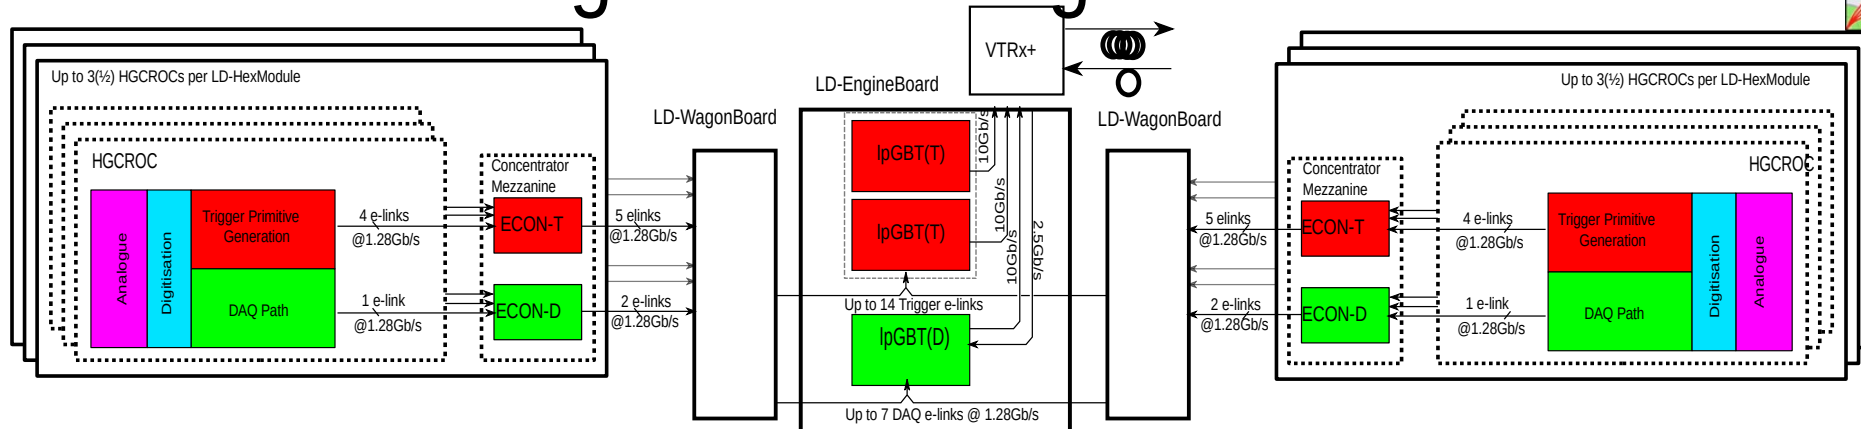 g g
Up to 3(½) HGCROCs per LD-HexModule
HGCROC
Analogue
Digitisation
Trigger Primitive
Generation
DAQ Path
4 e-links
@1.28Gb/s
1 e-link
@1.28Gb/s
Concentrator
Mezzanine
ECON-T
ECON-D
5 elinks
@1.28Gb/s
2 e-links
@1.28Gb/s
LD-WagonBoard
LD-EngineBoard
VTRx+
lpGBT(T)
lpGBT(T)
10Gb/s
10Gb/s
10Gb/s
2.5Gb/s
Up to 14 Trigger e-links
lpGBT(D)
Up to 7 DAQ e-links @ 1.28Gb/s
LD-WagonBoard
Up to 3(½) HGCROCs per LD-HexModule
5 elinks
@1.28Gb/s
2 e-links
@1.28Gb/s
Concentrator
Mezzanine
ECON-T
ECON-D
4 e-links
@1.28Gb/s
1 e-link
@1.28Gb/s
HGCROC
Trigger Primitive
Generation
DAQ Path
Digitisation
Analogue